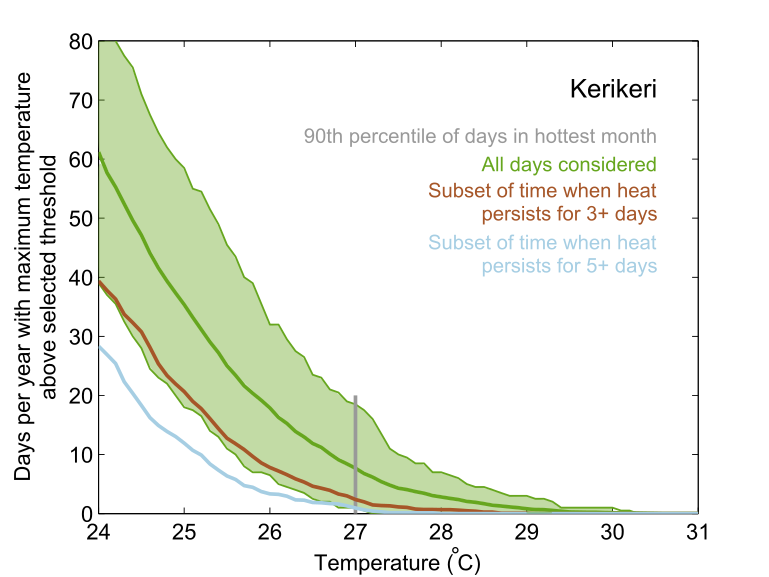 80
70
60
50
40
30
20
10
0
24
25
26
27
28
29
30
31
Days per year with maximum temperature
above selected threshold
Temperature (°C)
Kerikeri
90th percentile of days in hottest month
All days considered
Subset of time when heat
persists for 3+ days
Subset of time when heat
persists for 5+ days